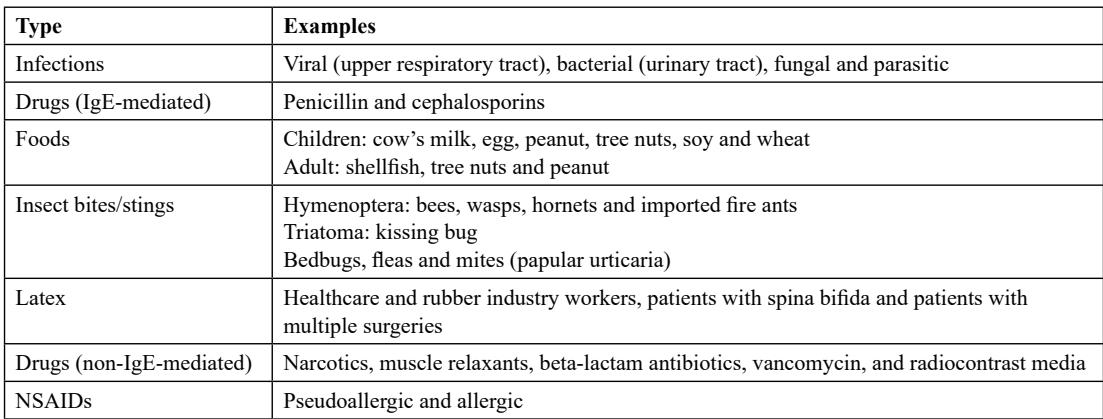 Type Examples
Infections Viral (upper respiratory tract), bacterial (urinary tract), fungal and parasitic
Drugs (IgE-mediated) Penicillin and cephalosporins
Foods Children: cow’s milk, egg, peanut, tree nuts, soy and wheat
Adult: shellfish, tree nuts and peanut
Insect bites/stings Hymenoptera: bees, wasps, hornets and imported fire ants
Triatoma: kissing bug
Bedbugs, fleas and mites (papular urticaria)
Latex Healthcare and rubber industry workers, patients with spina bifida and patients with
multiple surgeries
Drugs (non-IgE-mediated) Narcotics, muscle relaxants, beta-lactam antibiotics, vancomycin, and radiocontrast media
NSAIDs Pseudoallergic and allergic